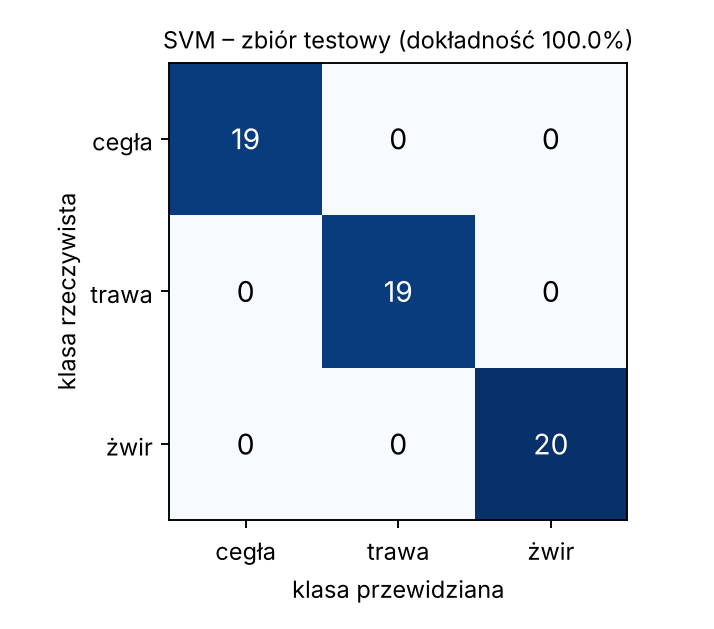 SVM – zbiór testowy (dokładność 100.0%)
klasa rzeczywista
cegła 19 0 0
trawa 0 19 0
żwir 0 0 20
cegła trawa żwir
klasa przewidziana